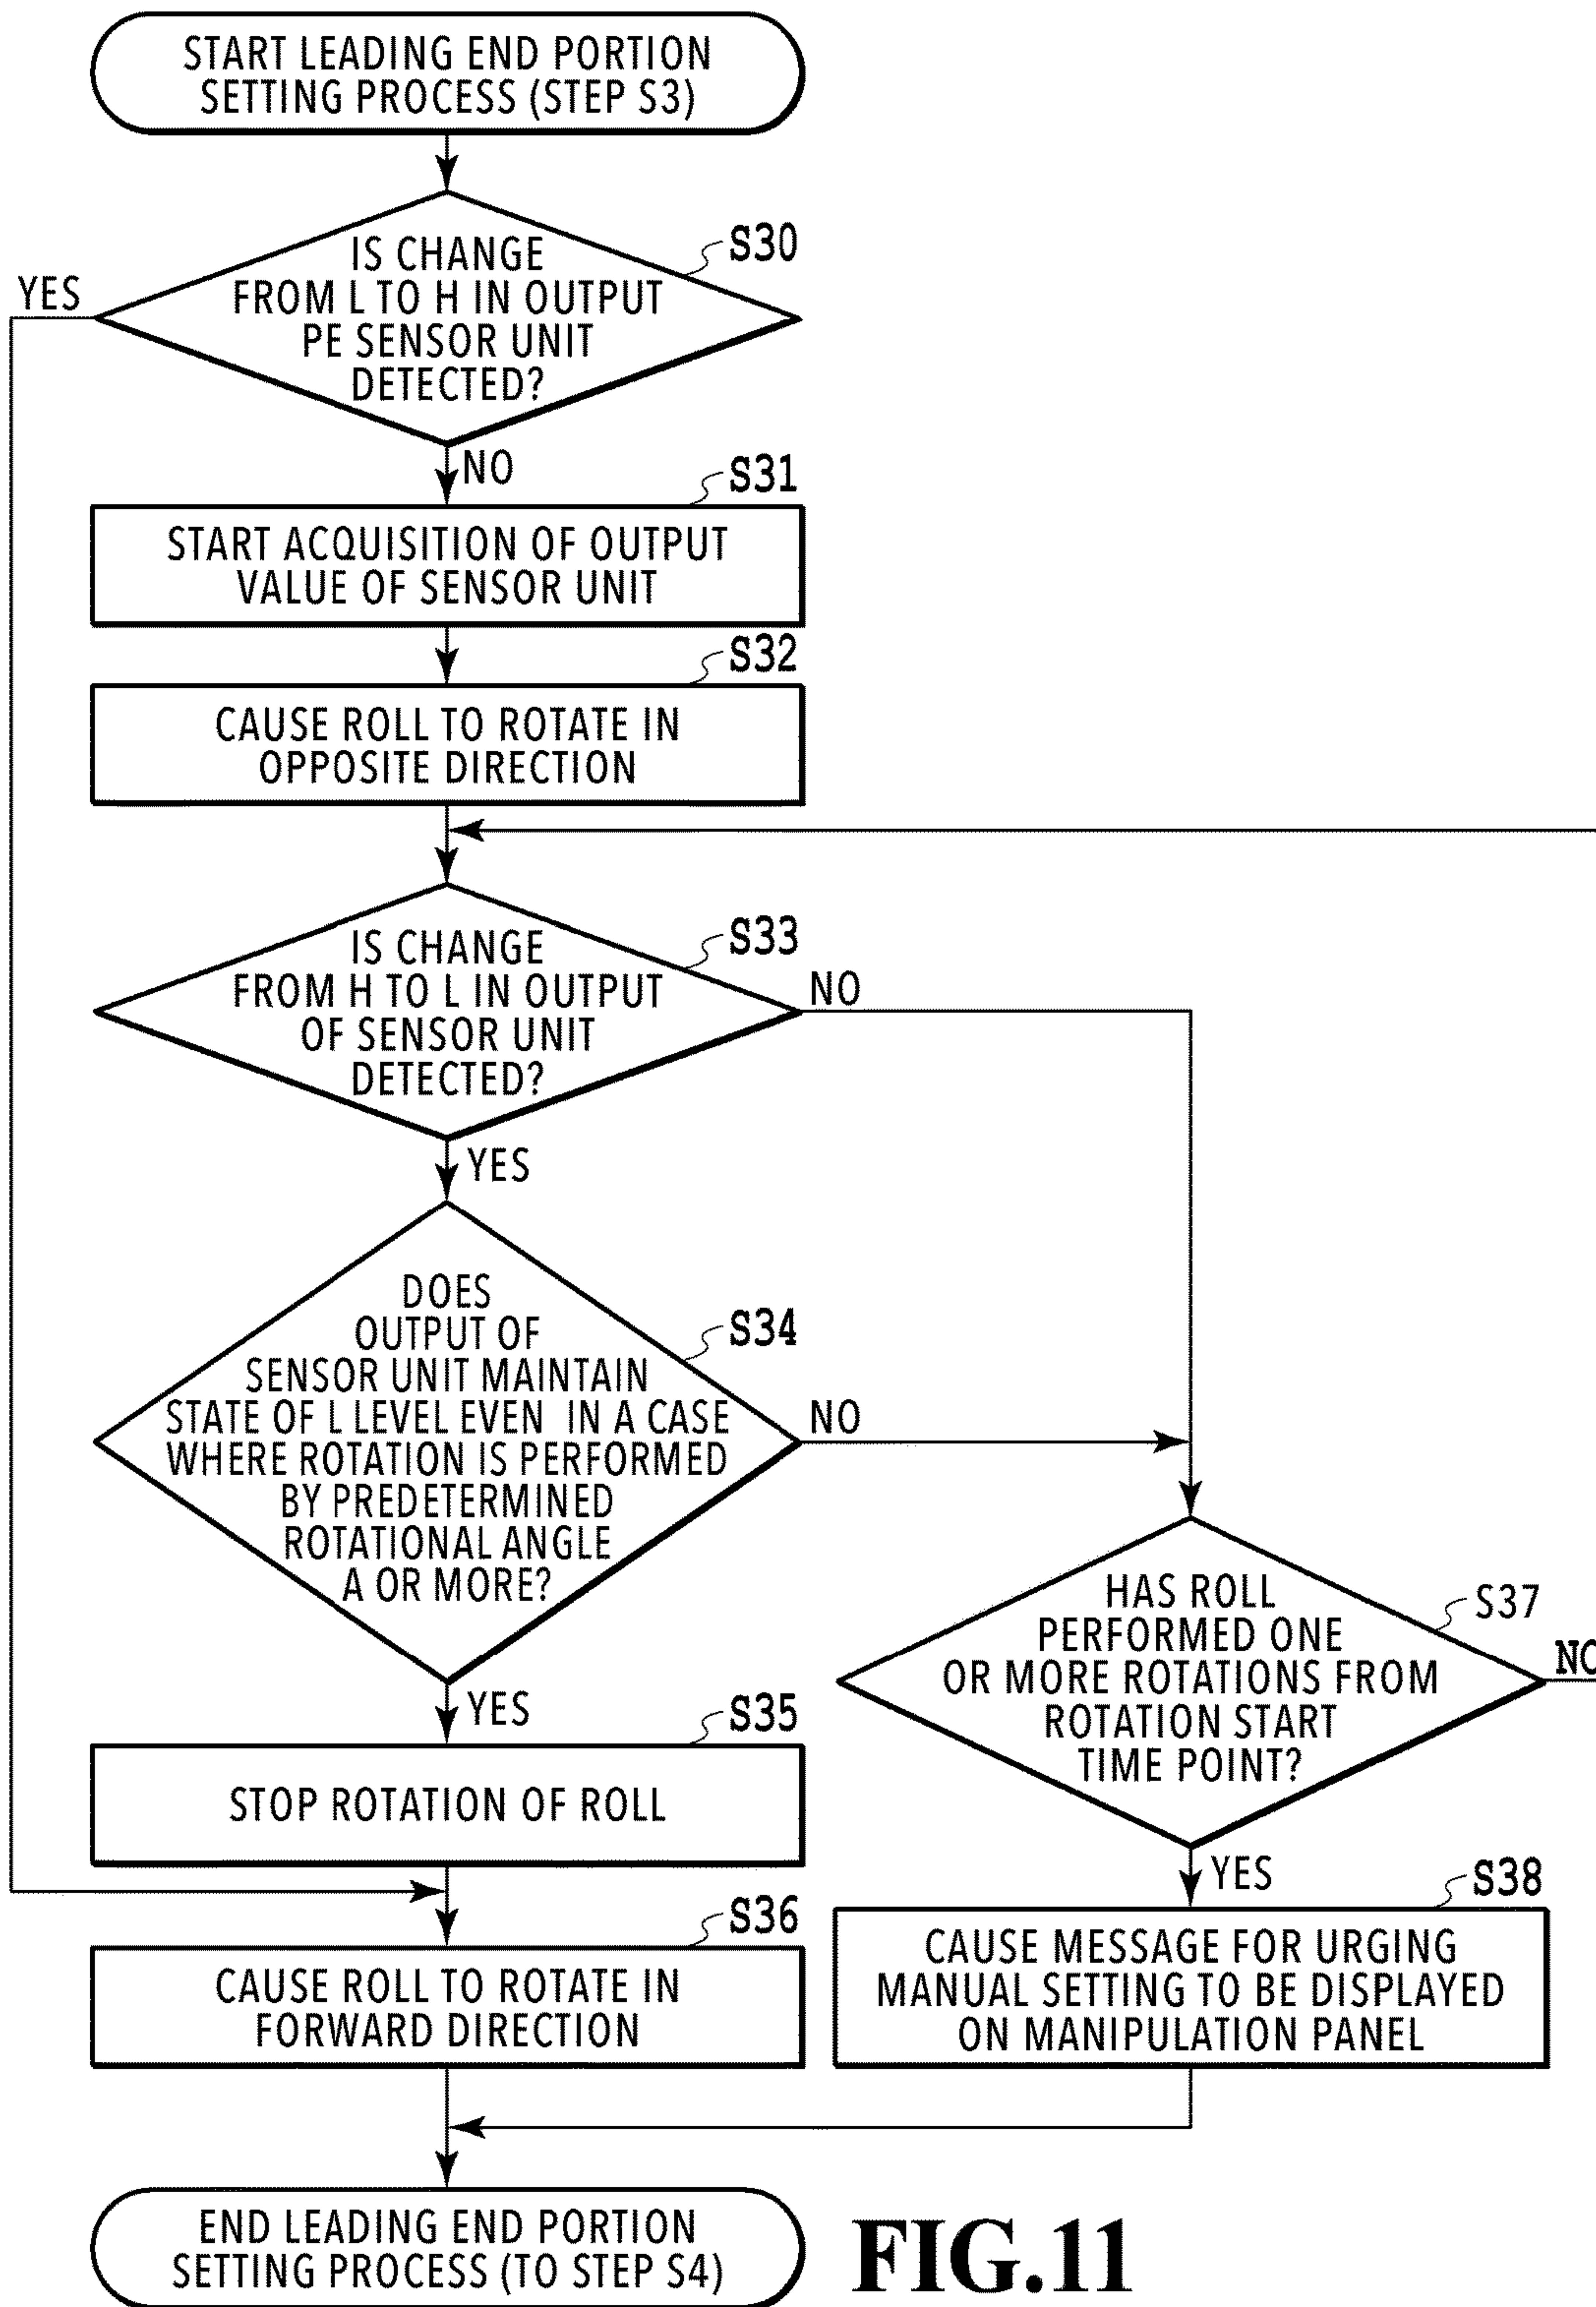 START LEADING END PORTION
SETTING PROCESS (STEP S3)
S30
IS CHANGE
FROM L TO H IN OUTPUT
PE SENSOR UNIT
DETECTED?
YES
NO
S31
START ACQUISITION OF OUTPUT
VALUE OF SENSOR UNIT
S32
CAUSE ROLL TO ROTATE IN
OPPOSITE DIRECTION
S33
IS CHANGE
FROM H TO L IN OUTPUT
OF SENSOR UNIT
DETECTED?
NO
YES
S34
DOES
OUTPUT OF
SENSOR UNIT MAINTAIN
STATE OF L LEVEL EVEN IN A CASE
WHERE ROTATION IS PERFORMED
BY PREDETERMINED
ROTATIONAL ANGLE
A OR MORE?
NO
YES
S35
STOP ROTATION OF ROLL
S36
CAUSE ROLL TO ROTATE IN
FORWARD DIRECTION
S37
HAS ROLL
PERFORMED ONE
OR MORE ROTATIONS FROM
ROTATION START
TIME POINT?
NO
YES
S38
CAUSE MESSAGE FOR URGING
MANUAL SETTING TO BE DISPLAYED
ON MANIPULATION PANEL
END LEADING END PORTION
SETTING PROCESS (TO STEP S4)
FIG.11